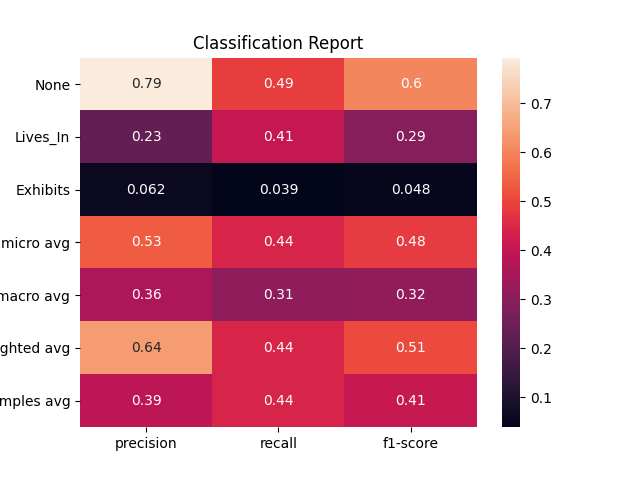 Classification Report
None 0.79 0.49 0.6
Lives_In 0.23 0.41 0.29
Exhibits 0.062 0.039 0.048
micro avg 0.53 0.44 0.48
macro avg 0.36 0.31 0.32
ghted avg 0.64 0.44 0.51
mples avg 0.39 0.44 0.41
precision recall f1-score
0.7
0.6
0.5
0.4
0.3
0.2
0.1